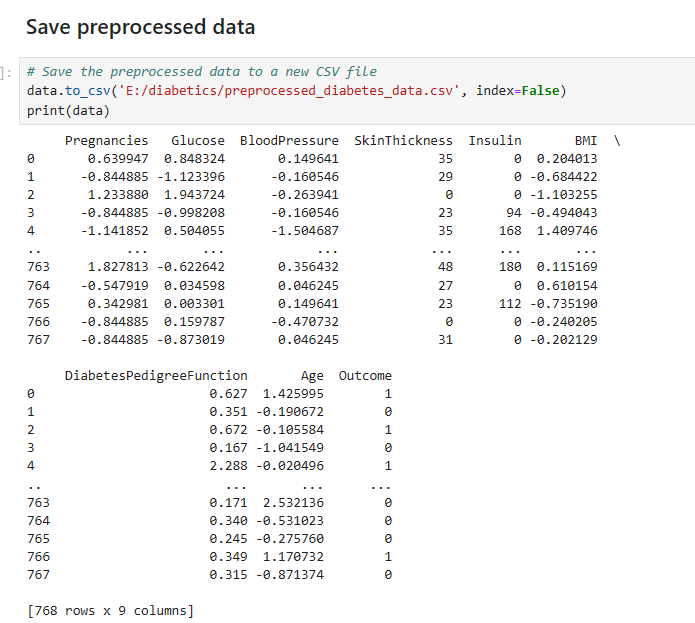 Save preprocessed data
]: # Save the preprocessed data to a new CSV file
data.to_csv('E:/diabetics/preprocessed_diabetes_data.csv', index=False)
print(data)
     Pregnancies   Glucose  BloodPressure  SkinThickness  Insulin       BMI  \
0       0.639947  0.848324       0.149641             35        0  0.204013
1      -0.844885 -1.123396      -0.160546             29        0 -0.684422
2       1.233880  1.943724      -0.263941              0        0 -1.103255
3      -0.844885 -0.998208      -0.160546             23       94 -0.494043
4      -1.141852  0.504055      -1.504687             35      168  1.409746
..           ...       ...            ...            ...      ...       ...
763     1.827813 -0.622642       0.356432             48      180  0.115169
764    -0.547919  0.034598       0.046245             27        0  0.610154
765     0.342981  0.003301       0.149641             23      112 -0.735190
766    -0.844885  0.159787      -0.470732              0        0 -0.240205
767    -0.844885 -0.873019       0.046245             31        0 -0.202129
     DiabetesPedigreeFunction       Age  Outcome
0                       0.627  1.425995        1
1                       0.351 -0.190672        0
2                       0.672 -0.105584        1
3                       0.167 -1.041549        0
4                       2.288 -0.020496        1
..                        ...       ...      ...
763                     0.171  2.532136        0
764                     0.340 -0.531023        0
765                     0.245 -0.275760        0
766                     0.349  1.170732        1
767                     0.315 -0.871374        0
[768 rows x 9 columns]